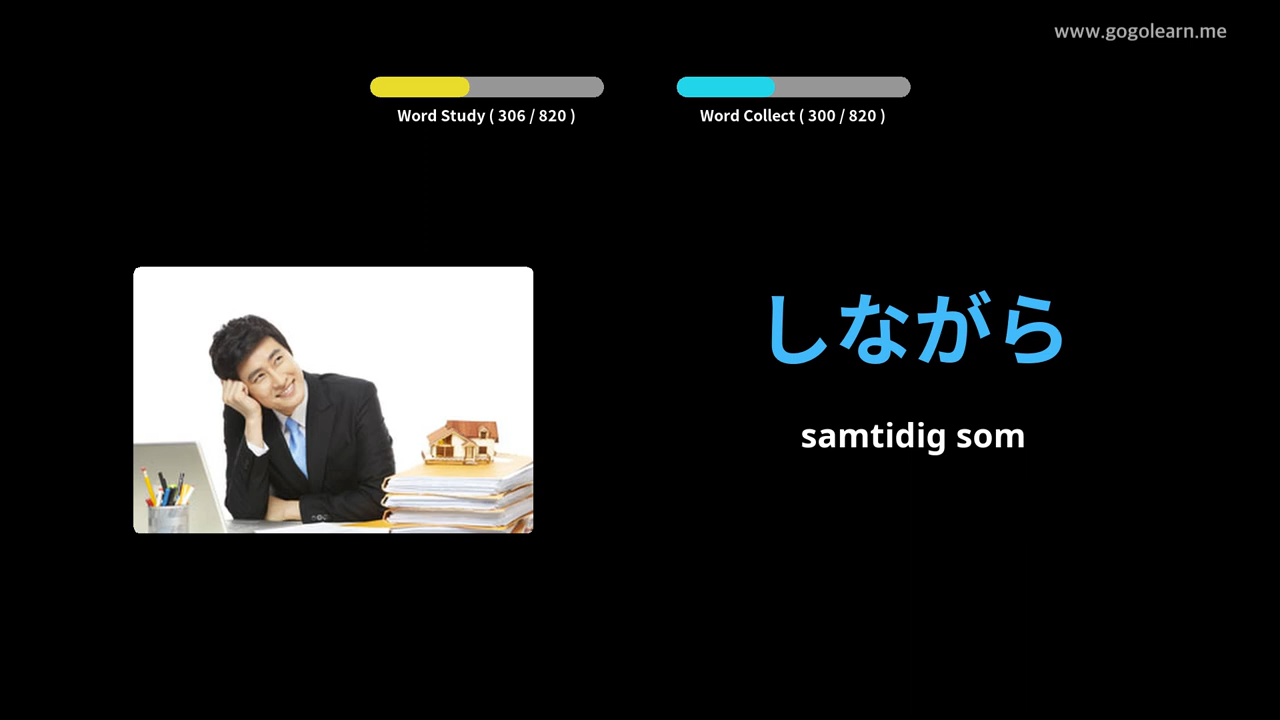 www.gogolearn.me
Word Study ( 306 / 820 )
Word Collect ( 300 / 820 )
しながら
samtidig som